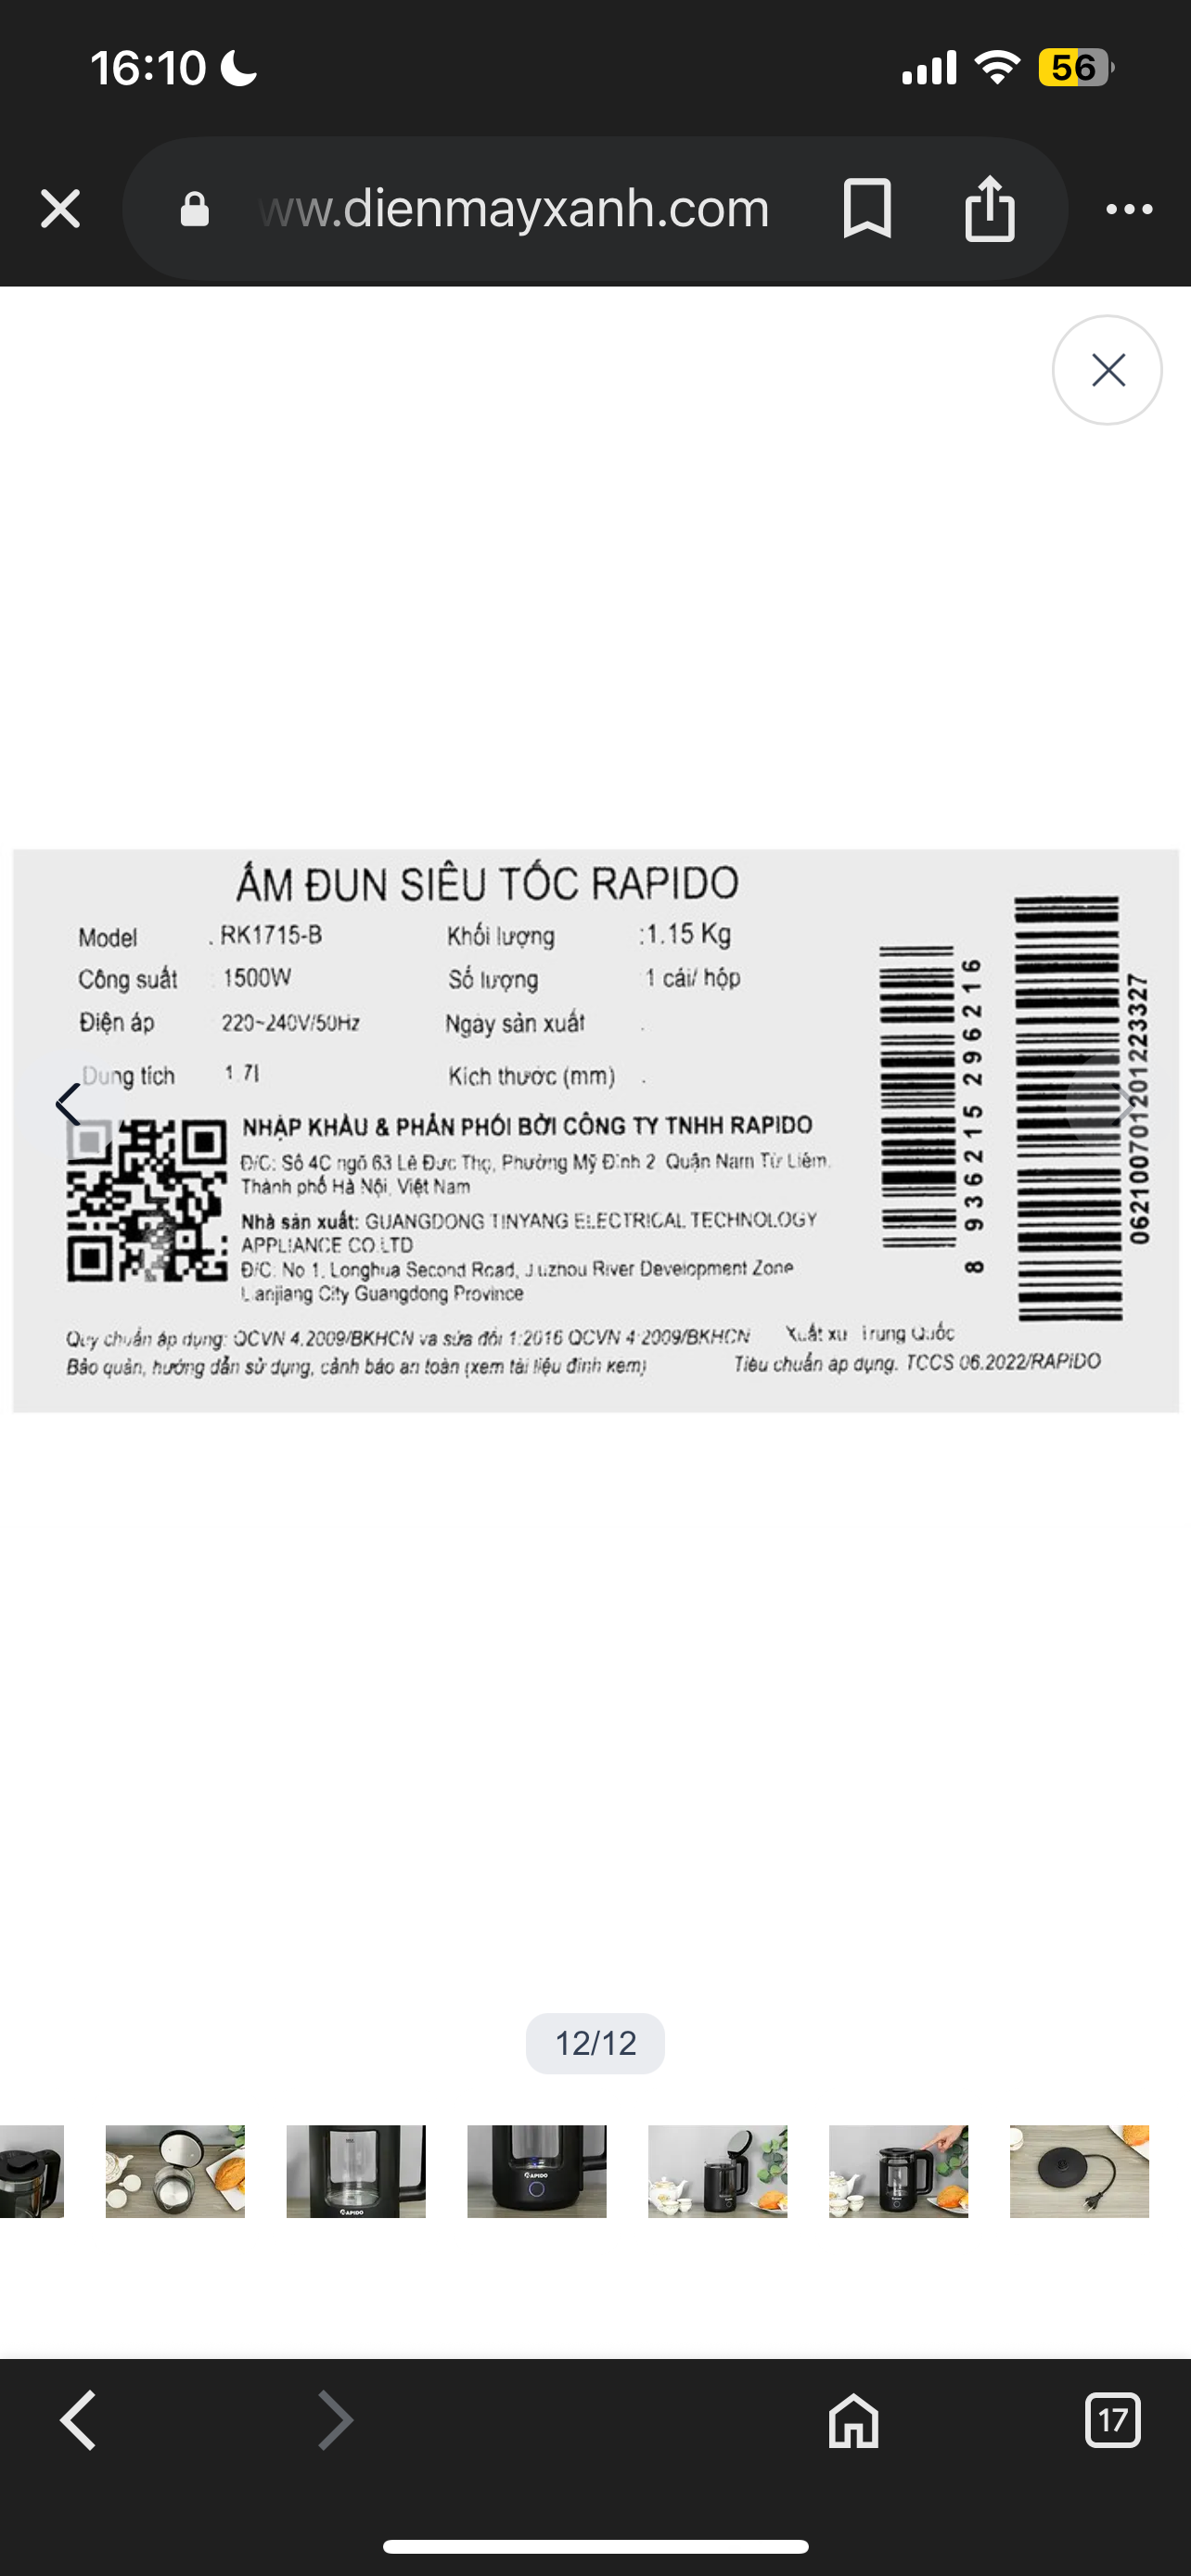 16:10
56
ww.dienmayxanh.com
ẤM ĐUN SIÊU TỐC RAPIDO
Model . RK1715-B Khối lượng :1.15 Kg
Công suất : 1500W Số lượng 1 cái/ hộp
Điện áp 220~240V/50Hz Ngày sản xuất .
Dung tích 1.7l Kích thước (mm) .
NHẬP KHẨU & PHÂN PHỐI BỞI CÔNG TY TNHH RAPIDO
Đ/C: Số 4C ngõ 63 Lê Đức Thọ, Phường Mỹ Đình 2, Quận Nam Từ Liêm,
Thành phố Hà Nội, Việt Nam
Nhà sản xuất: GUANGDONG TINYANG ELECTRICAL TECHNOLOGY
APPLIANCE CO.LTD
Đ/C. No 1, Longhua Second Road, Jiuzhou River Development Zone
Lianjiang City Guangdong Province
Quy chuẩn áp dụng: QCVN 4:2009/BKHCN và sửa đổi 1:2016 QCVN 4:2009/BKHCN Xuất xứ Trung Quốc
Bảo quản, hướng dẫn sử dụng, cảnh báo an toàn (xem tài liệu đính kèm) Tiêu chuẩn áp dụng. TCCS 06.2022/RAPIDO
8 936215 296216
062100701201223327
12/12
RAPIDO
RAPIDO
17